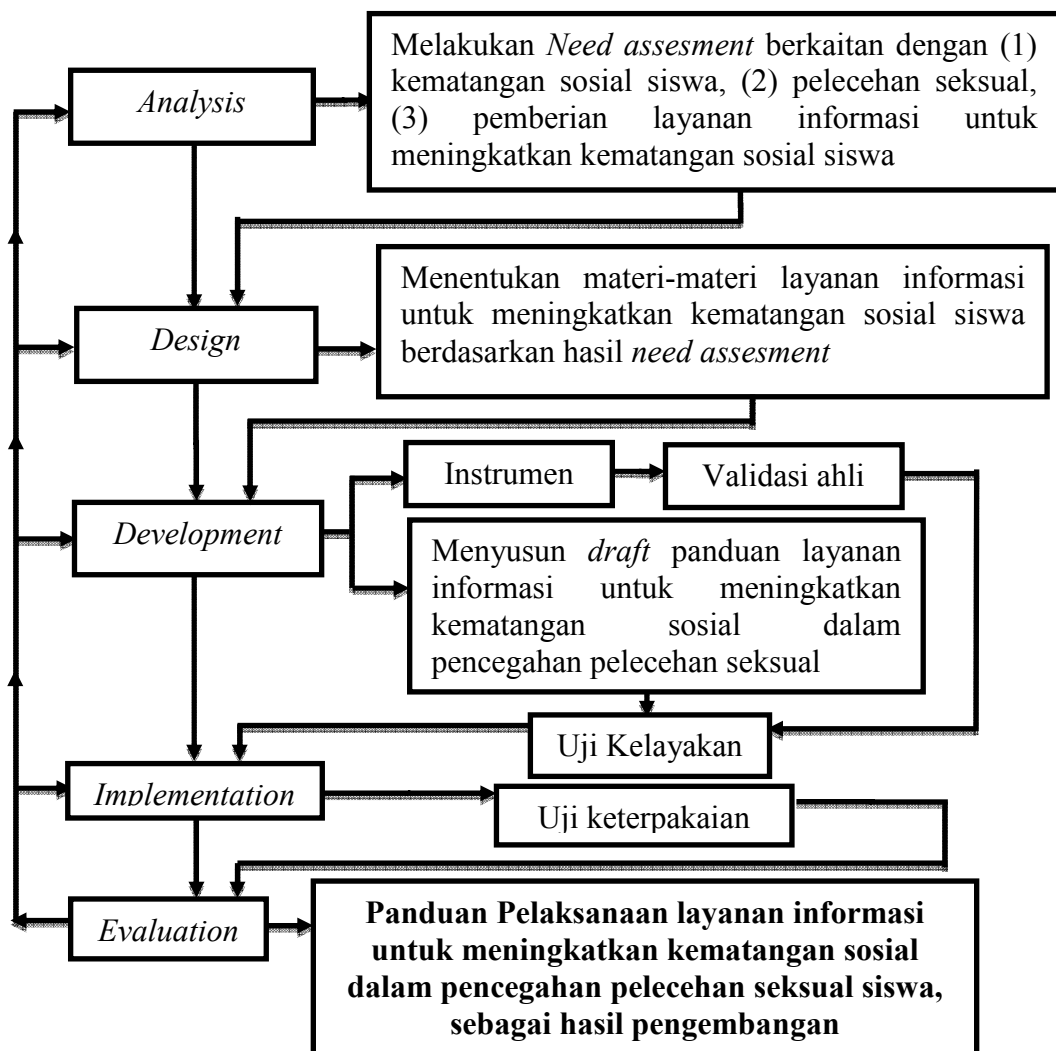 Analysis
Melakukan Need assesment berkaitan dengan (1)
kematangan sosial siswa, (2) pelecehan seksual,
(3) pemberian layanan informasi untuk
meningkatkan kematangan sosial siswa
Design
Menentukan materi-materi layanan informasi
untuk meningkatkan kematangan sosial siswa
berdasarkan hasil need assesment
Development
Instrumen
Validasi ahli
Menyusun draft panduan layanan
informasi untuk meningkatkan
kematangan sosial dalam
pencegahan pelecehan seksual
Uji Kelayakan
Implementation
Uji keterpakaian
Evaluation
Panduan Pelaksanaan layanan informasi
untuk meningkatkan kematangan sosial
dalam pencegahan pelecehan seksual siswa,
sebagai hasil pengembangan